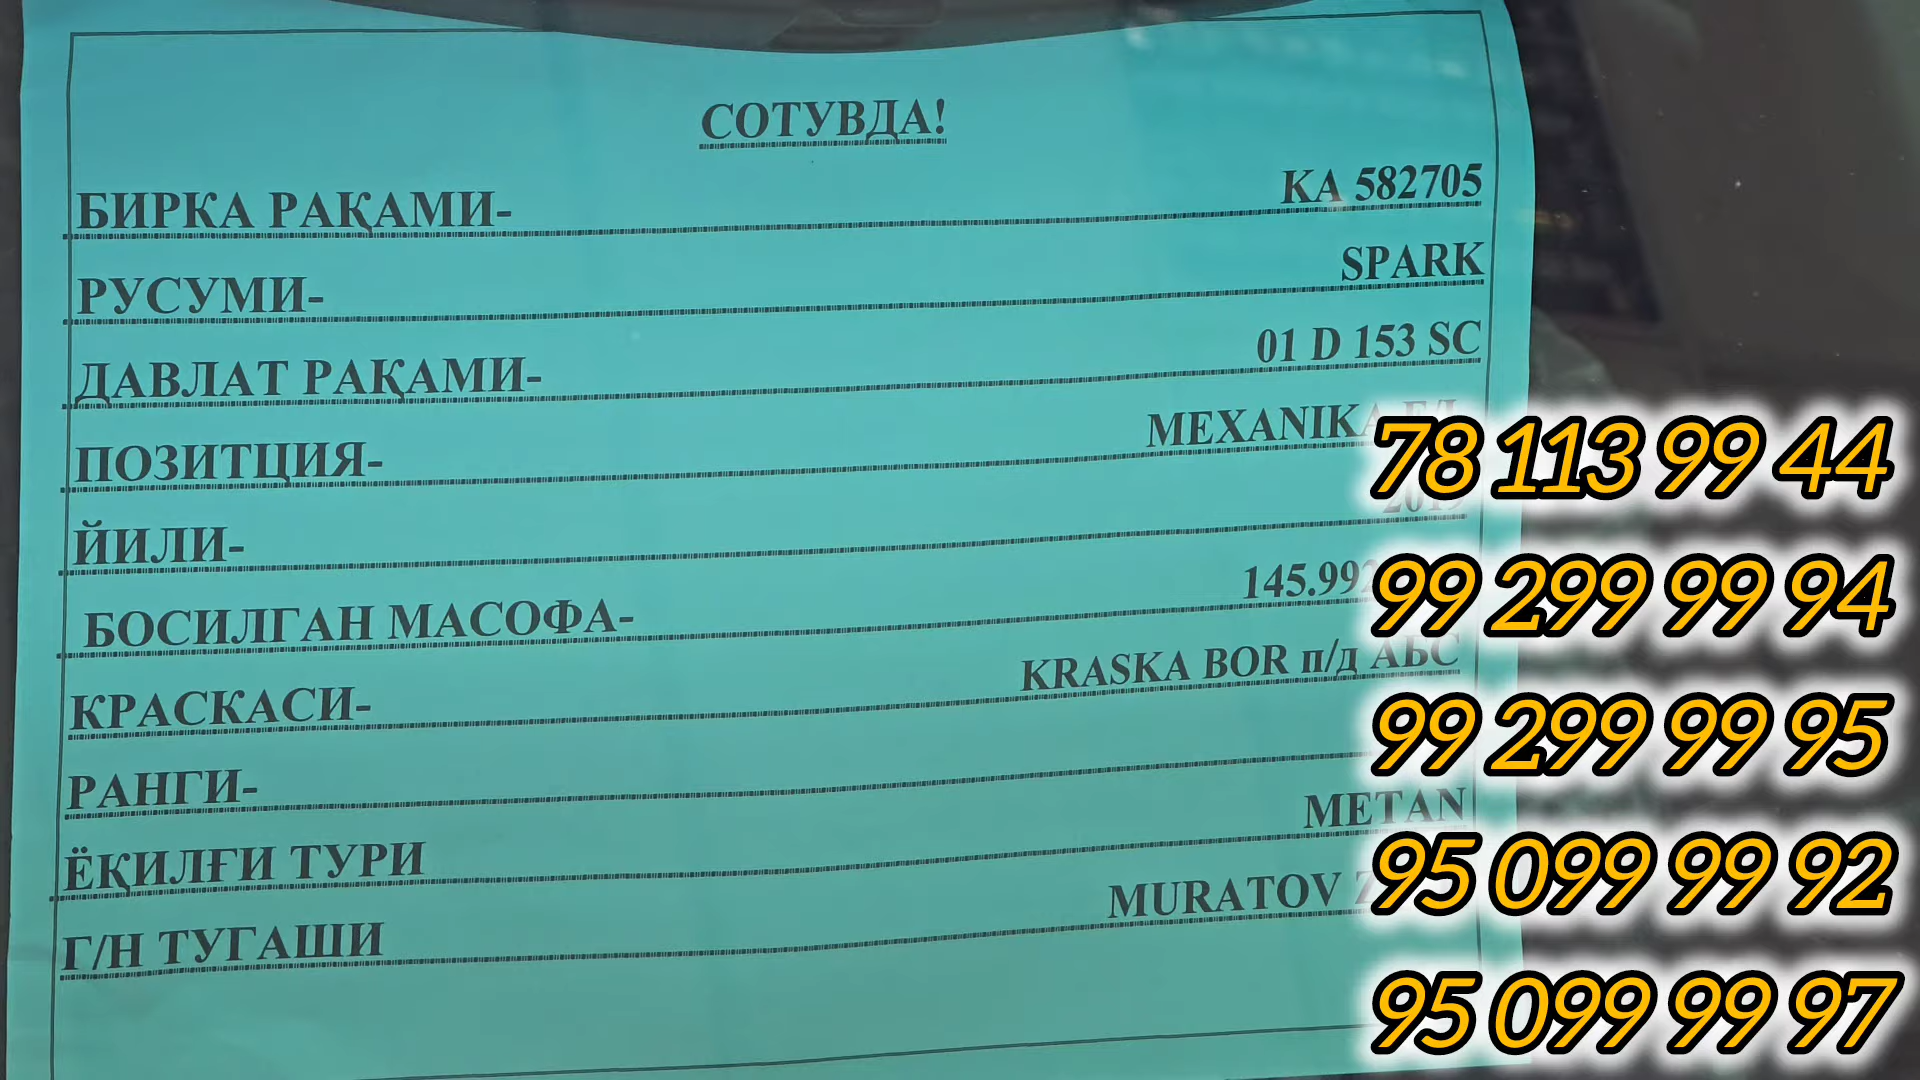 СОТУВДА!
БИРКА РАҚАМИ- KA 582705
РУСУМИ- SPARK
ДАВЛАТ РАҚАМИ- 01 D 153 SC
ПОЗИТЦИЯ- MEXANIKA
ЙИЛИ-
БОСИЛГАН МАСОФА-
КРАСКАСИ- KRASKA BOR п/д АБС
РАНГИ-
ЁҚИЛҒИ ТУРИ METAN
Г/Н ТУГАШИ MURATOV
78 113 99 44
99 299 99 94
99 299 99 95
95 099 99 92
95 099 99 97